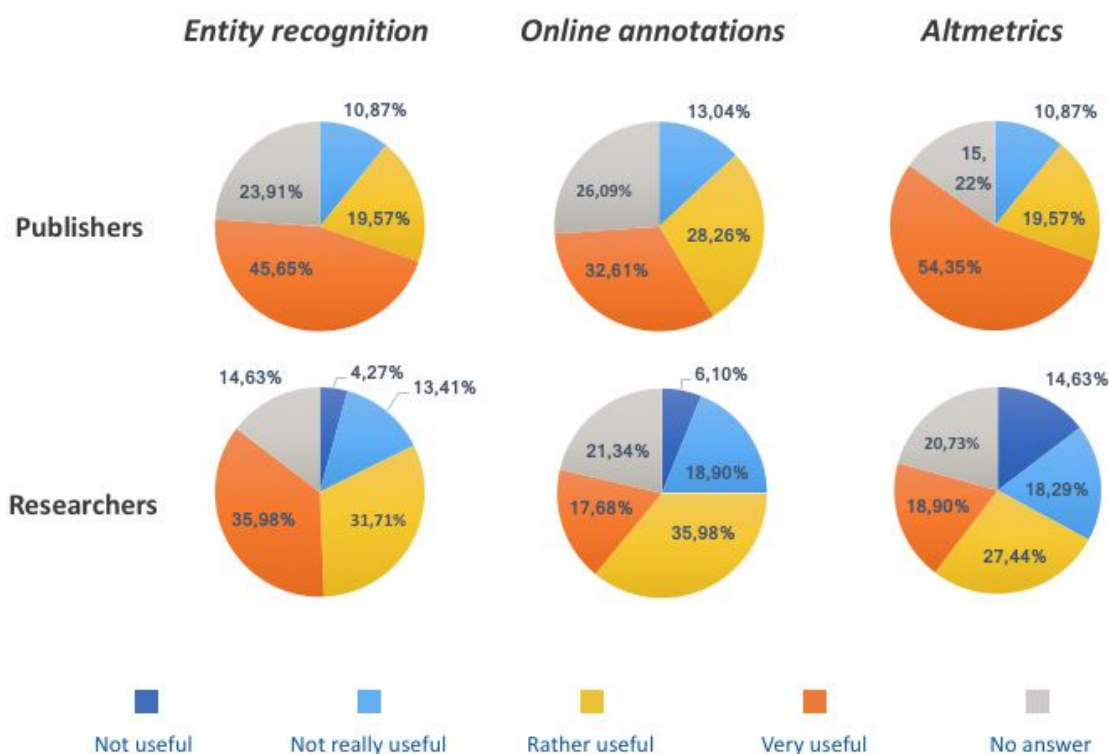 Entity recognition
Online annotations
Altmetrics
Publishers
10,87%
19,57%
45,65%
23,91%
13,04%
28,26%
32,61%
26,09%
10,87%
19,57%
54,35%
15,
22%
Researchers
4,27%
13,41%
31,71%
35,98%
14,63%
6,10%
18,90%
35,98%
17,68%
21,34%
14,63%
18,29%
27,44%
18,90%
20,73%
Not useful
Not really useful
Rather useful
Very useful
No answer